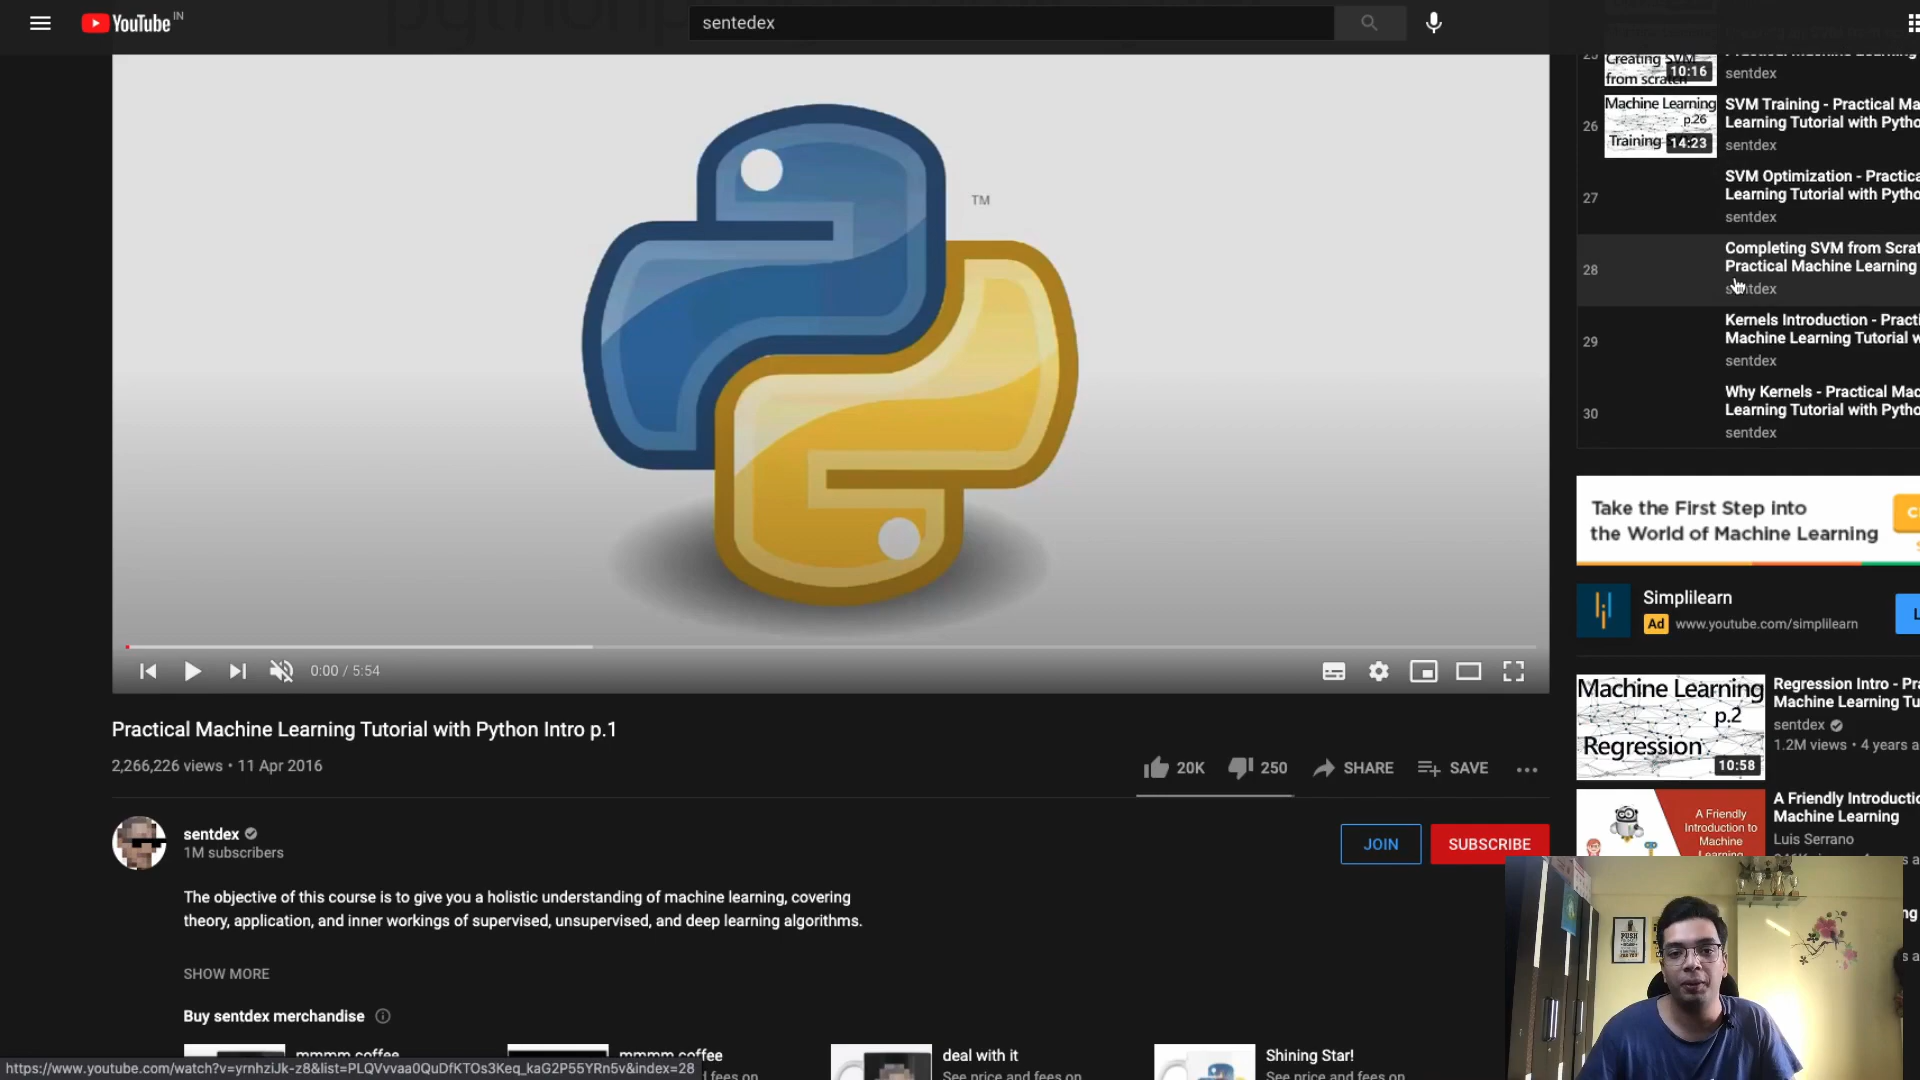 YouTube IN
sentedex
TM
0:00 / 5:54
Practical Machine Learning Tutorial with Python Intro p.1
2,266,226 views • 11 Apr 2016
20K
250
SHARE
SAVE
sentdex
1M subscribers
JOIN
SUBSCRIBE
The objective of this course is to give you a holistic understanding of machine learning, covering
theory, application, and inner workings of supervised, unsupervised, and deep learning algorithms.
SHOW MORE
Buy sentdex merchandise
mmmm coffee
mmmm coffee
deal with it
See price and fees on
Shining Star!
See price and fees on
d fees on
https://www.youtube.com/watch?v=yrnhziJk-z8&list=PLQVvvaa0QuDfKTOs3Keq_kaG2P55YRn5v&index=28
25
Creating SVM
from scratch
10:16
sentdex
26
Machine Learning
p.26
Training
14:23
SVM Training - Practical Ma
Learning Tutorial with Pytho
sentdex
27
SVM Optimization - Practica
Learning Tutorial with Pytho
sentdex
28
Completing SVM from Scrat
Practical Machine Learning
sentdex
29
Kernels Introduction - Practi
Machine Learning Tutorial w
sentdex
30
Why Kernels - Practical Mac
Learning Tutorial with Pytho
sentdex
Take the First Step into
the World of Machine Learning
Simplilearn
Ad www.youtube.com/simplilearn
Machine Learning
p.2
Regression
10:58
Regression Intro - Pra
Machine Learning Tu
sentdex
1.2M views • 4 years a
A Friendly
Introduction to
Machine
Learning
A Friendly Introductio
Machine Learning
Luis Serrano